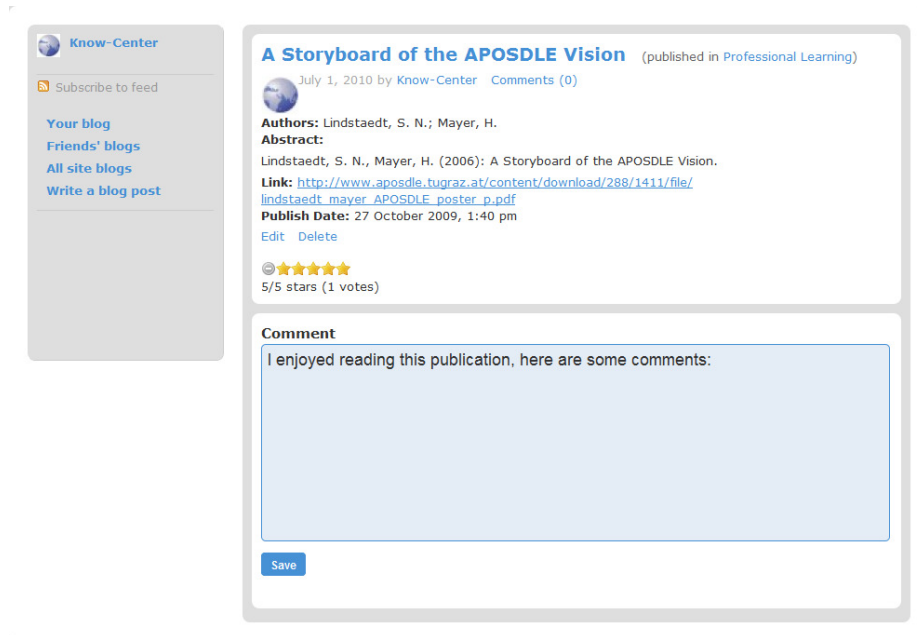 Know-Center
Subscribe to feed
Your blog
Friends' blogs
All site blogs
Write a blog post
A Storyboard of the APOSDLE Vision (published in Professional Learning)
July 1, 2010 by Know-Center Comments (0)
Authors: Lindstaedt, S. N.; Mayer, H.
Abstract:
Lindstaedt, S. N., Mayer, H. (2006): A Storyboard of the APOSDLE Vision.
Link: http://www.aposdle.tugraz.at/content/download/288/1411/file/
lindstaedt_mayer_APOSDLE_poster_p.pdf
Publish Date: 27 October 2009, 1:40 pm
Edit Delete
5/5 stars (1 votes)
Comment
I enjoyed reading this publication, here are some comments:
Save